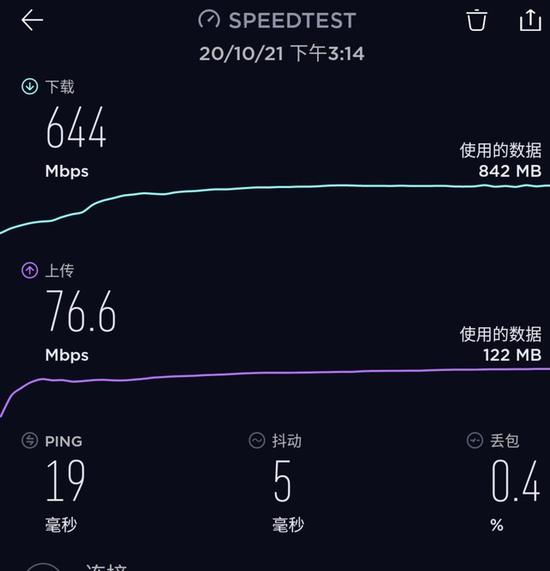 SPEEDTEST
20/10/21 下午3:14
下载
644
Mbps
使用的数据
842 MB
上传
76.6
Mbps
使用的数据
122 MB
PING
抖动
丢包
19
5
0.4
毫秒
毫秒
%
连接